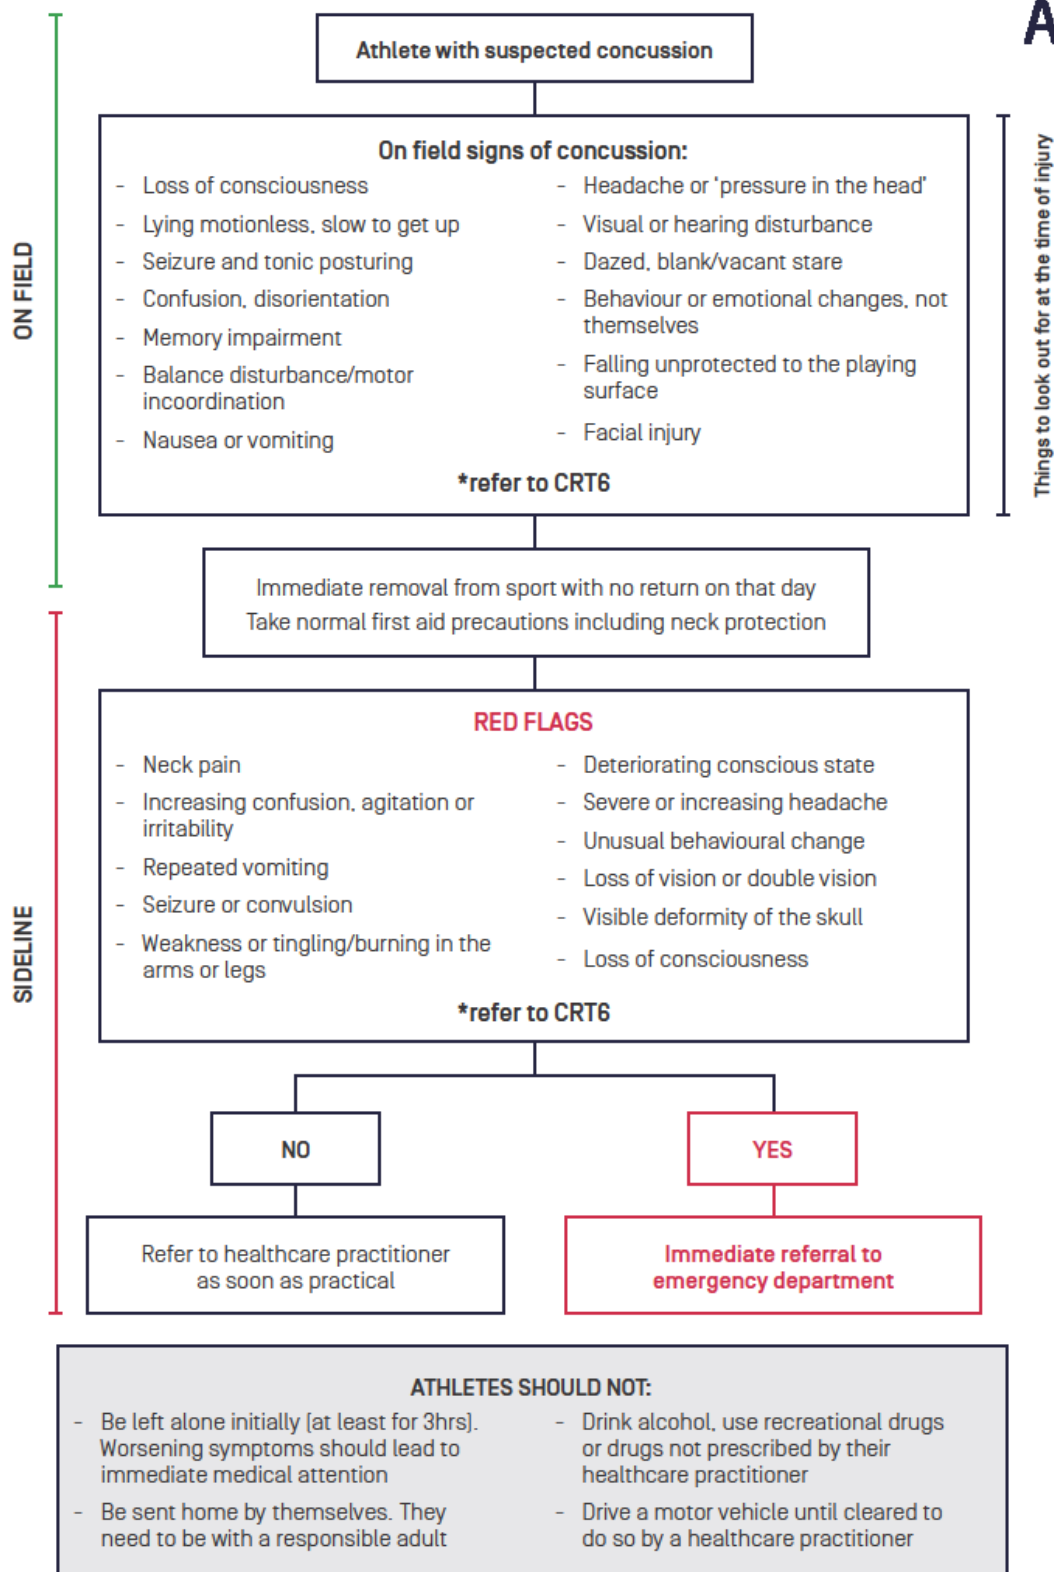 A
Athlete with suspected concussion
ON FIELD
On field signs of concussion:
- Loss of consciousness
- Lying motionless, slow to get up
- Seizure and tonic posturing
- Confusion, disorientation
- Memory impairment
- Balance disturbance/motor
incoordination
- Nausea or vomiting
- Headache or ‘pressure in the head’
- Visual or hearing disturbance
- Dazed, blank/vacant stare
- Behaviour or emotional changes, not
themselves
- Falling unprotected to the playing
surface
- Facial injury
*refer to CRT6
Things to look out for at the time of injury
Immediate removal from sport with no return on that day
Take normal first aid precautions including neck protection
SIDELINE
RED FLAGS
- Neck pain
- Increasing confusion, agitation or
irritability
- Repeated vomiting
- Seizure or convulsion
- Weakness or tingling/burning in the
arms or legs
- Deteriorating conscious state
- Severe or increasing headache
- Unusual behavioural change
- Loss of vision or double vision
- Visible deformity of the skull
- Loss of consciousness
*refer to CRT6
NO
Refer to healthcare practitioner
as soon as practical
YES
Immediate referral to
emergency department
ATHLETES SHOULD NOT:
- Be left alone initially (at least for 3hrs).
Worsening symptoms should lead to
immediate medical attention
- Be sent home by themselves. They
need to be with a responsible adult
- Drink alcohol, use recreational drugs
or drugs not prescribed by their
healthcare practitioner
- Drive a motor vehicle until cleared to
do so by a healthcare practitioner